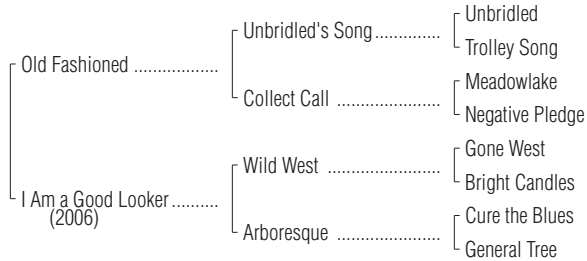 Unbridled
Unbridled's Song..............
Trolley Song
Old Fashioned ..................
Meadowlake
Collect Call ......................
Negative Pledge
Gone West
Wild West ........................
Bright Candles
I Am a Good Looker..........
(2006)
Cure the Blues
Arboresque ......................
General Tree